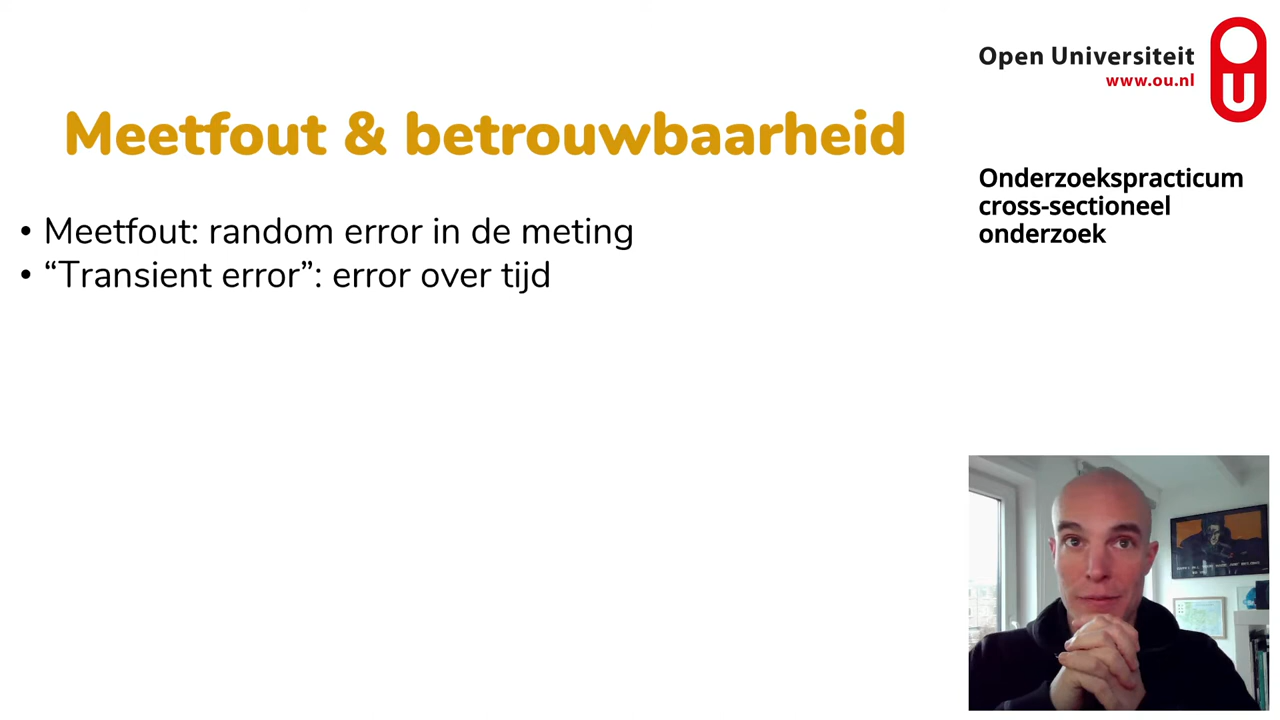 Open Universiteit
www.ou.nl
U
Meetfout & betrouwbaarheid
Onderzoekspracticum
cross-sectioneel
onderzoek
• Meetfout: random error in de meting
• “Transient error”: error over tijd